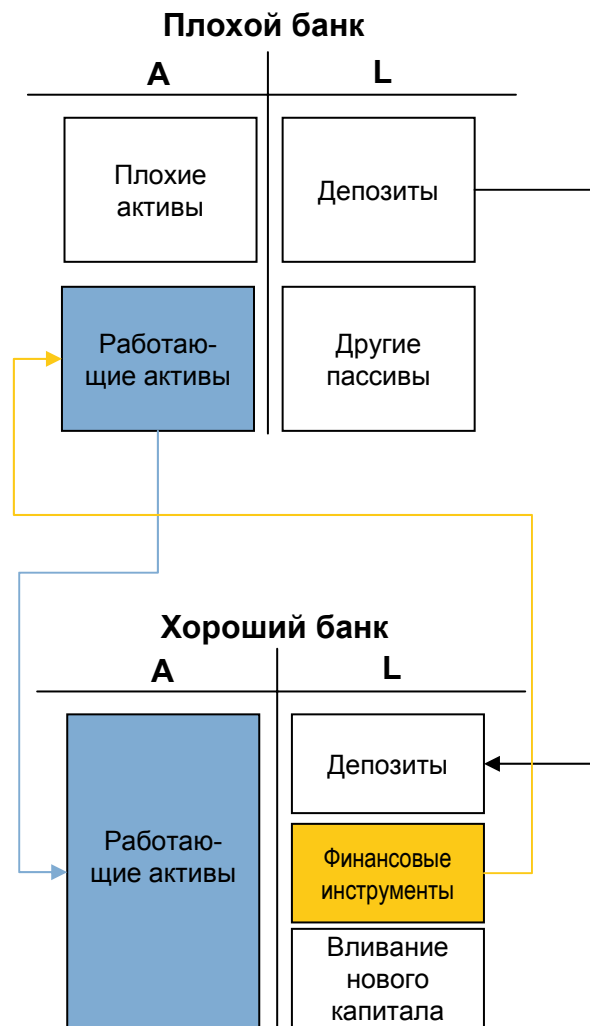 Плохой банк
A
L
Плохие
активы
Депозиты
Работаю-
щие активы
Другие
пассивы
Хороший банк
A
L
Депозиты
Работаю-
щие активы
Финансовые
инструменты
Вливание
нового
капитала